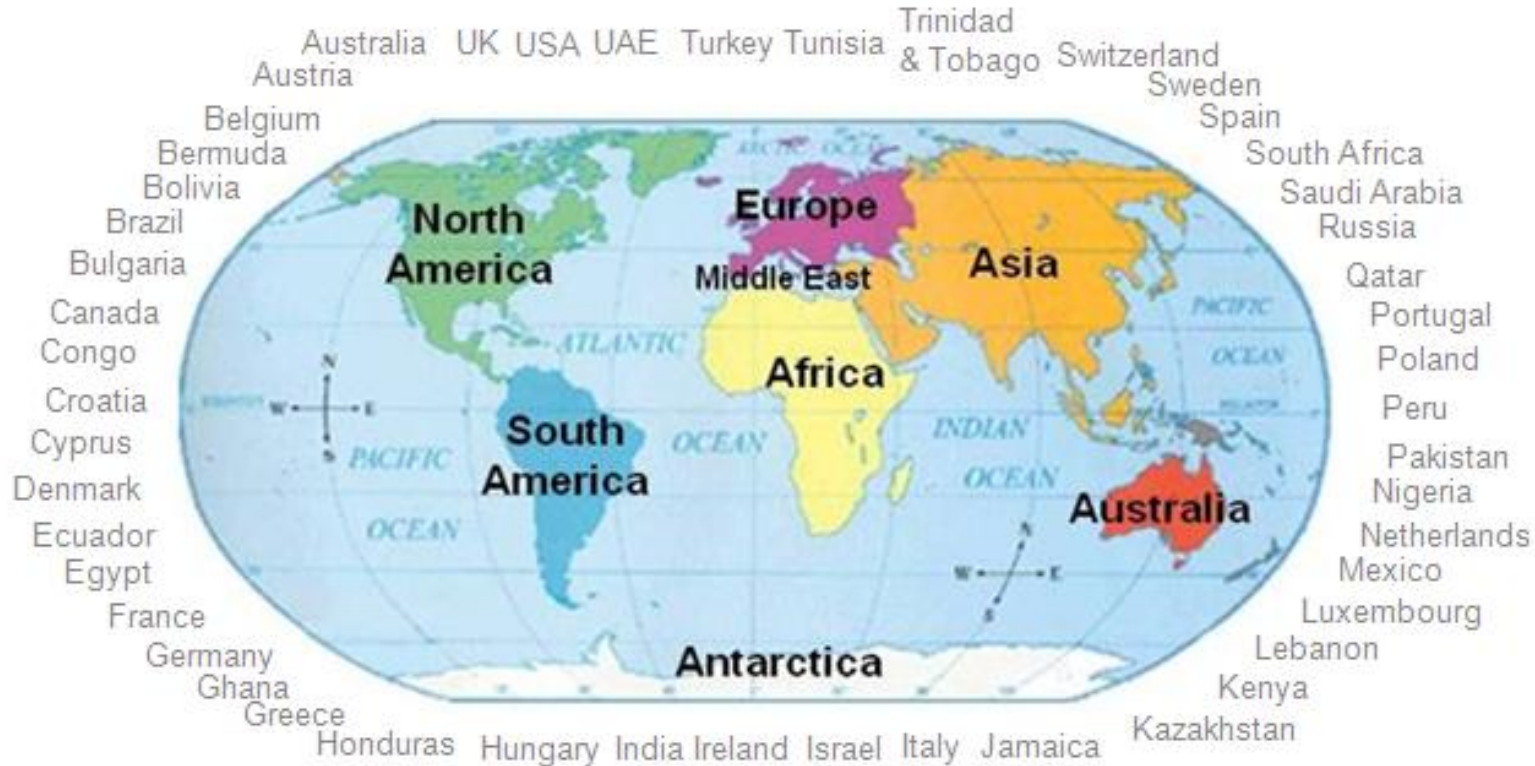 Trinidad
Australia UK USA UAE Turkey Tunisia & Tobago Switzerland
Austria
Sweden
Belgium
Spain
Bermuda
South Africa
Bolivia
Saudi Arabia
Brazil
Russia
Bulgaria
Qatar
Canada
Portugal
Congo
Poland
Croatia
Peru
Cyprus
Pakistan
Denmark
Nigeria
Ecuador
Netherlands
Egypt
Mexico
France
Luxembourg
Germany
Lebanon
Ghana
Kenya
Greece
Kazakhstan
Honduras Hungary India Ireland Israel Italy Jamaica
ARCTIC OCEAN
North
America
Europe
Middle East
Asia
PACIFIC
OCEAN
ATLANTIC
OCEAN
Africa
South
America
INDIAN
OCEAN
PACIFIC
OCEAN
Australia
Antarctica
N
W E
S
N
W E
S